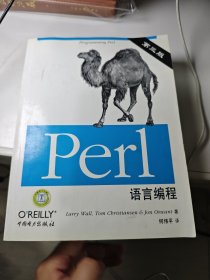 Programming Perl
第三版
Perl
语言编程
O'REILLY®
中国电力出版社
Larry Wall, Tom Christiansen & Jon Orwant 著
何伟平 译